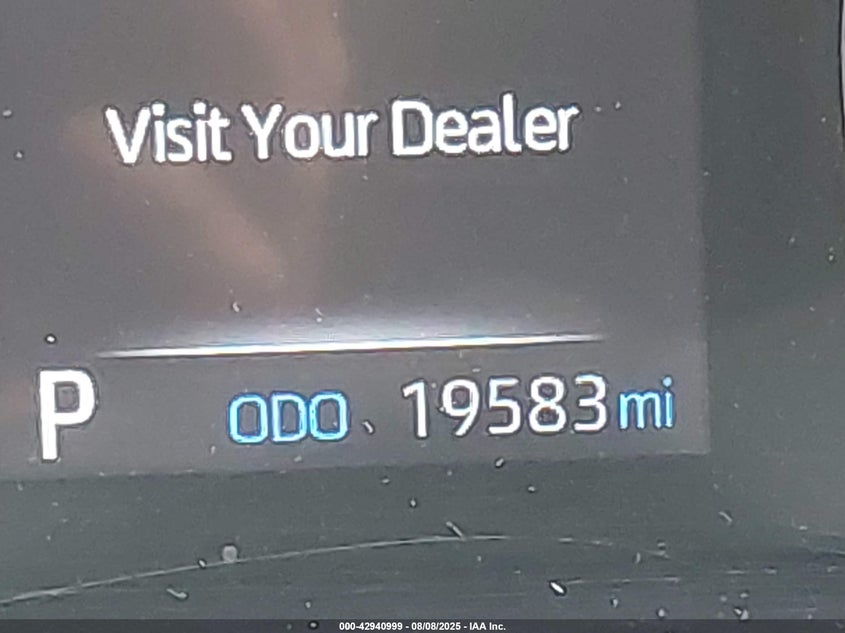 Visit Your Dealer
P ODO 19583 mi
000-42940999 - 08/08/2025 - IAA Inc.